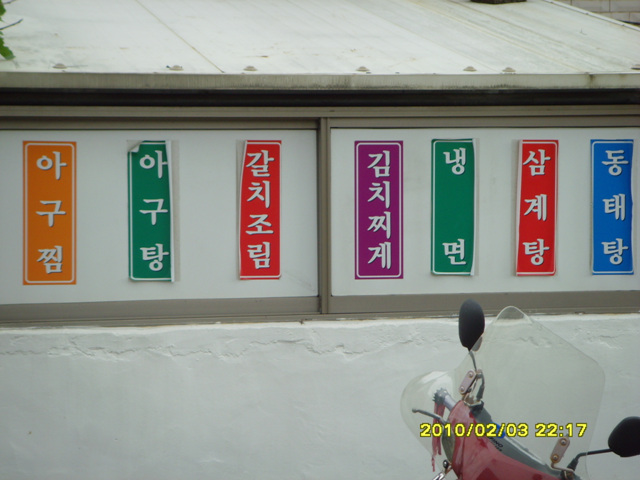 아구찜
아구탕
갈치조림
김치찌게
냉면
삼계탕
동태탕
2010/02/03 22:17